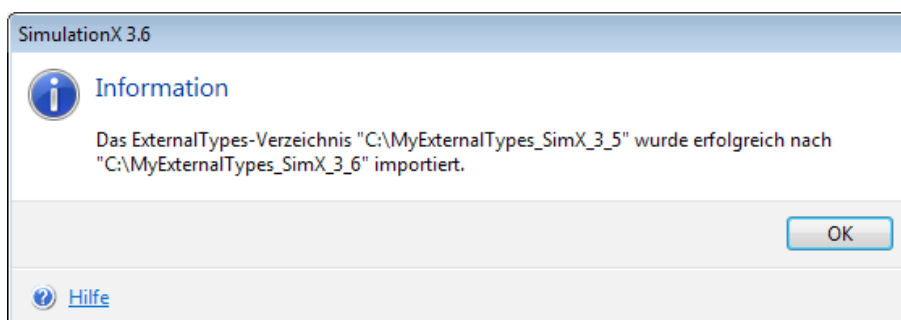 SimulationX 3.6
Information
Das ExternalTypes-Verzeichnis "C:\MyExternalTypes_SimX_3_5" wurde erfolgreich nach
"C:\MyExternalTypes_SimX_3_6" importiert.
OK
Hilfe